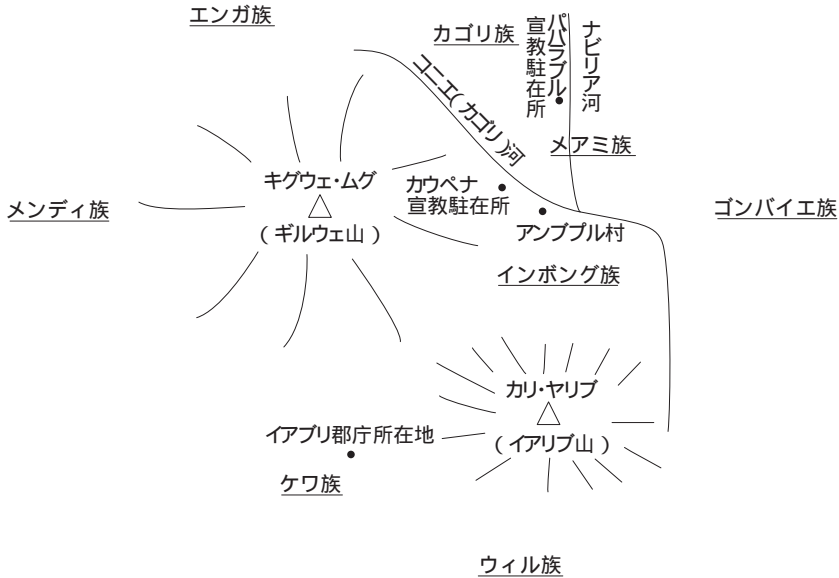 エンガ族
カゴリ族
パパラブル
宣教駐在所
ナビリア河
コニエ(カゴリ)河
メアミ族
キグウェ・ムグ
(ギルウェ山)
カウペナ
宣教駐在所
メンディ族
ゴンバイエ族
アンブプル村
インボング族
カリ・ヤリブ
(イアリブ山)
イアブリ郡庁所在地
ケワ族
ウィル族